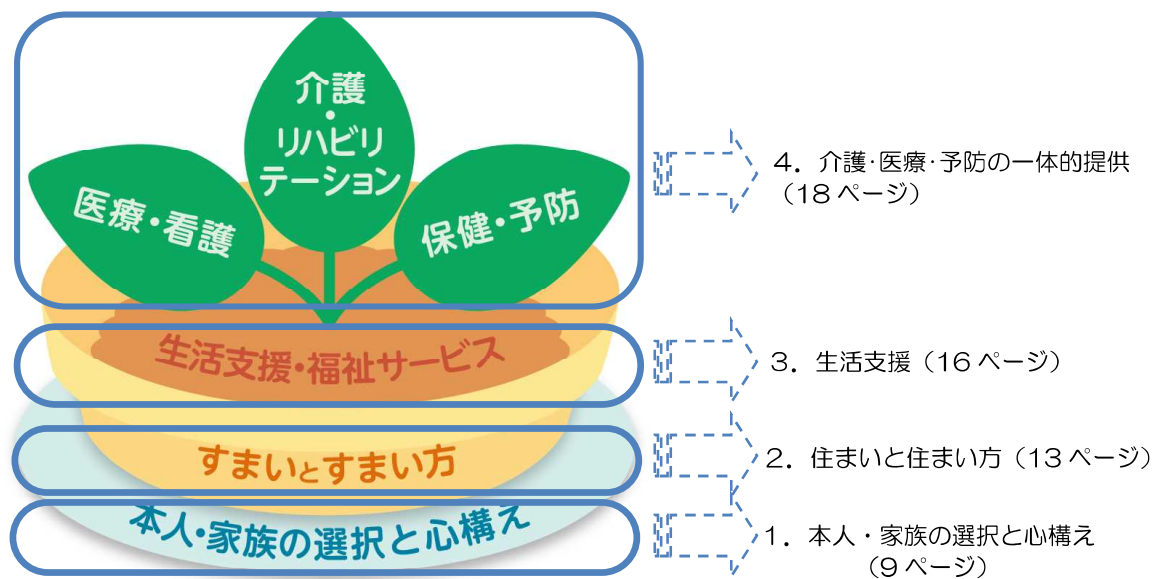 介護
・
リハビリ
テーション
医療・看護
保健・予防
生活支援・福祉サービス
すまいとすまい方
本人・家族の選択と心構え
4．介護・医療・予防の一体的提供
（18 ページ）
3．生活支援（16 ページ）
2．住まいと住まい方（13 ページ）
1．本人・家族の選択と心構え
（9 ページ）